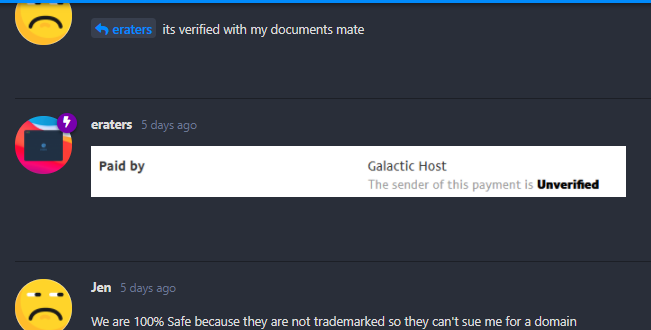 eraters its verified with my documents mate
eraters 5 days ago
Paid by Galactic Host
The sender of this payment is Unverified
Jen 5 days ago
We are 100% Safe because they are not trademarked so they can't sue me for a domain